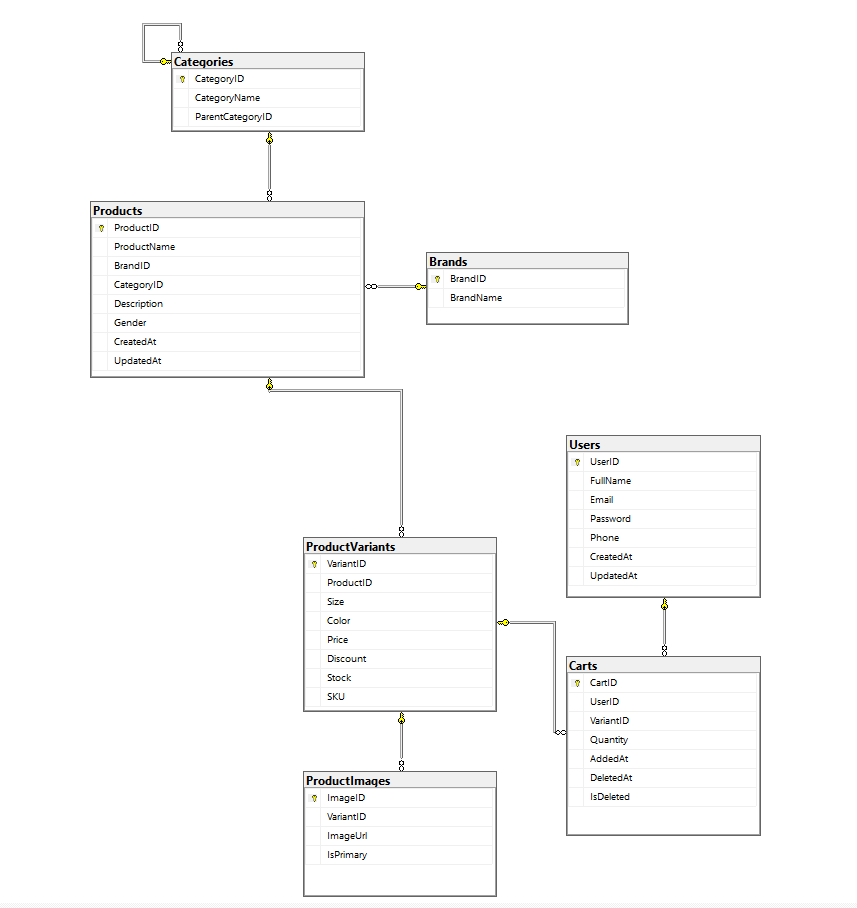 Categories
CategoryID
CategoryName
ParentCategoryID
Products
ProductID
ProductName
BrandID
CategoryID
Description
Gender
CreatedAt
UpdatedAt
Brands
BrandID
BrandName
Users
UserID
FullName
Email
Password
Phone
CreatedAt
UpdatedAt
ProductVariants
VariantID
ProductID
Size
Color
Price
Discount
Stock
SKU
Carts
CartID
UserID
VariantID
Quantity
AddedAt
DeletedAt
IsDeleted
ProductImages
ImageID
VariantID
ImageUrl
IsPrimary